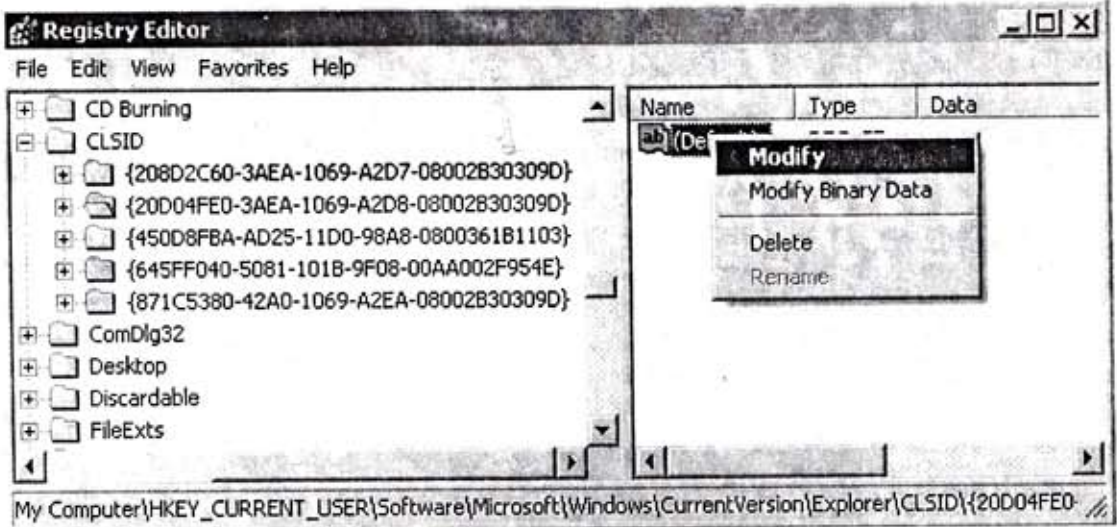 Registry Editor
File Edit View Favorites Help
CD Burning
CLSID
{208D2C60-3AEA-1069-A2D7-08002B30309D}
{20D04FE0-3AEA-1069-A2D8-08002B30309D}
{450D8FBA-AD25-11D0-98A8-0800361B1103}
{645FF040-5081-101B-9F08-00AA002F954E}
{871C5380-42A0-1069-A2EA-08002B30309D}
ComDlg32
Desktop
Discardable
FileExts
Name Type Data
ab (De
Modify
Modify Binary Data
Delete
Rename
My Computer\HKEY_CURRENT_USER\Software\Microsoft\Windows\CurrentVersion\Explorer\CLSID\{20D04FE0-